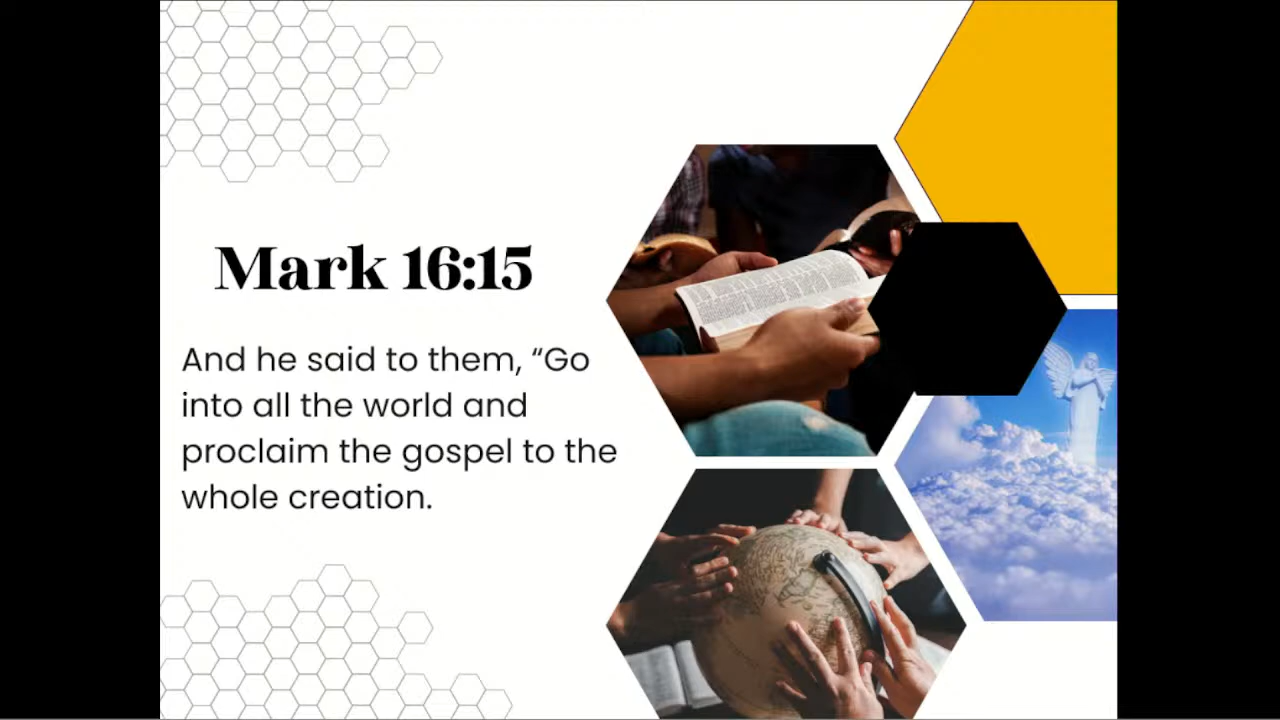 Mark 16:15
And he said to them, “Go
into all the world and
proclaim the gospel to the
whole creation.